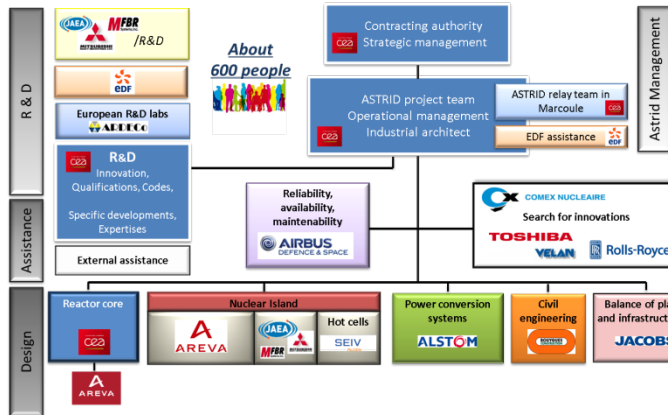 JAEA
MFBR
MITSUBISHI
/R&D
EDF
European R&D labs
ARDECo
R & D
About
600 people
cea
Contracting authority
Strategic management
cea
ASTRID project team
Operational management
Industrial architect
ASTRID relay team in
Marcoule
cea
EDF assistance
EDF
Astrid Management
cea
R&D
Innovation,
Qualifications, Codes,
Specific developments,
Expertises
Assistance
External assistance
Reliability,
availability,
maintenability
AIRBUS
DEFENCE & SPACE
COMEX NUCLEAIRE
Search for innovations
TOSHIBA
VELAN
Rolls-Royce
Design
Reactor core
cea
AREVA
Nuclear Island
AREVA
JAEA
MFBR
MITSUBISHI
Hot cells
SEIV
Power conversion
systems
ALSTOM
Civil
engineering
BOUYGUES
Balance of pla
and infrastruct
JACOBS